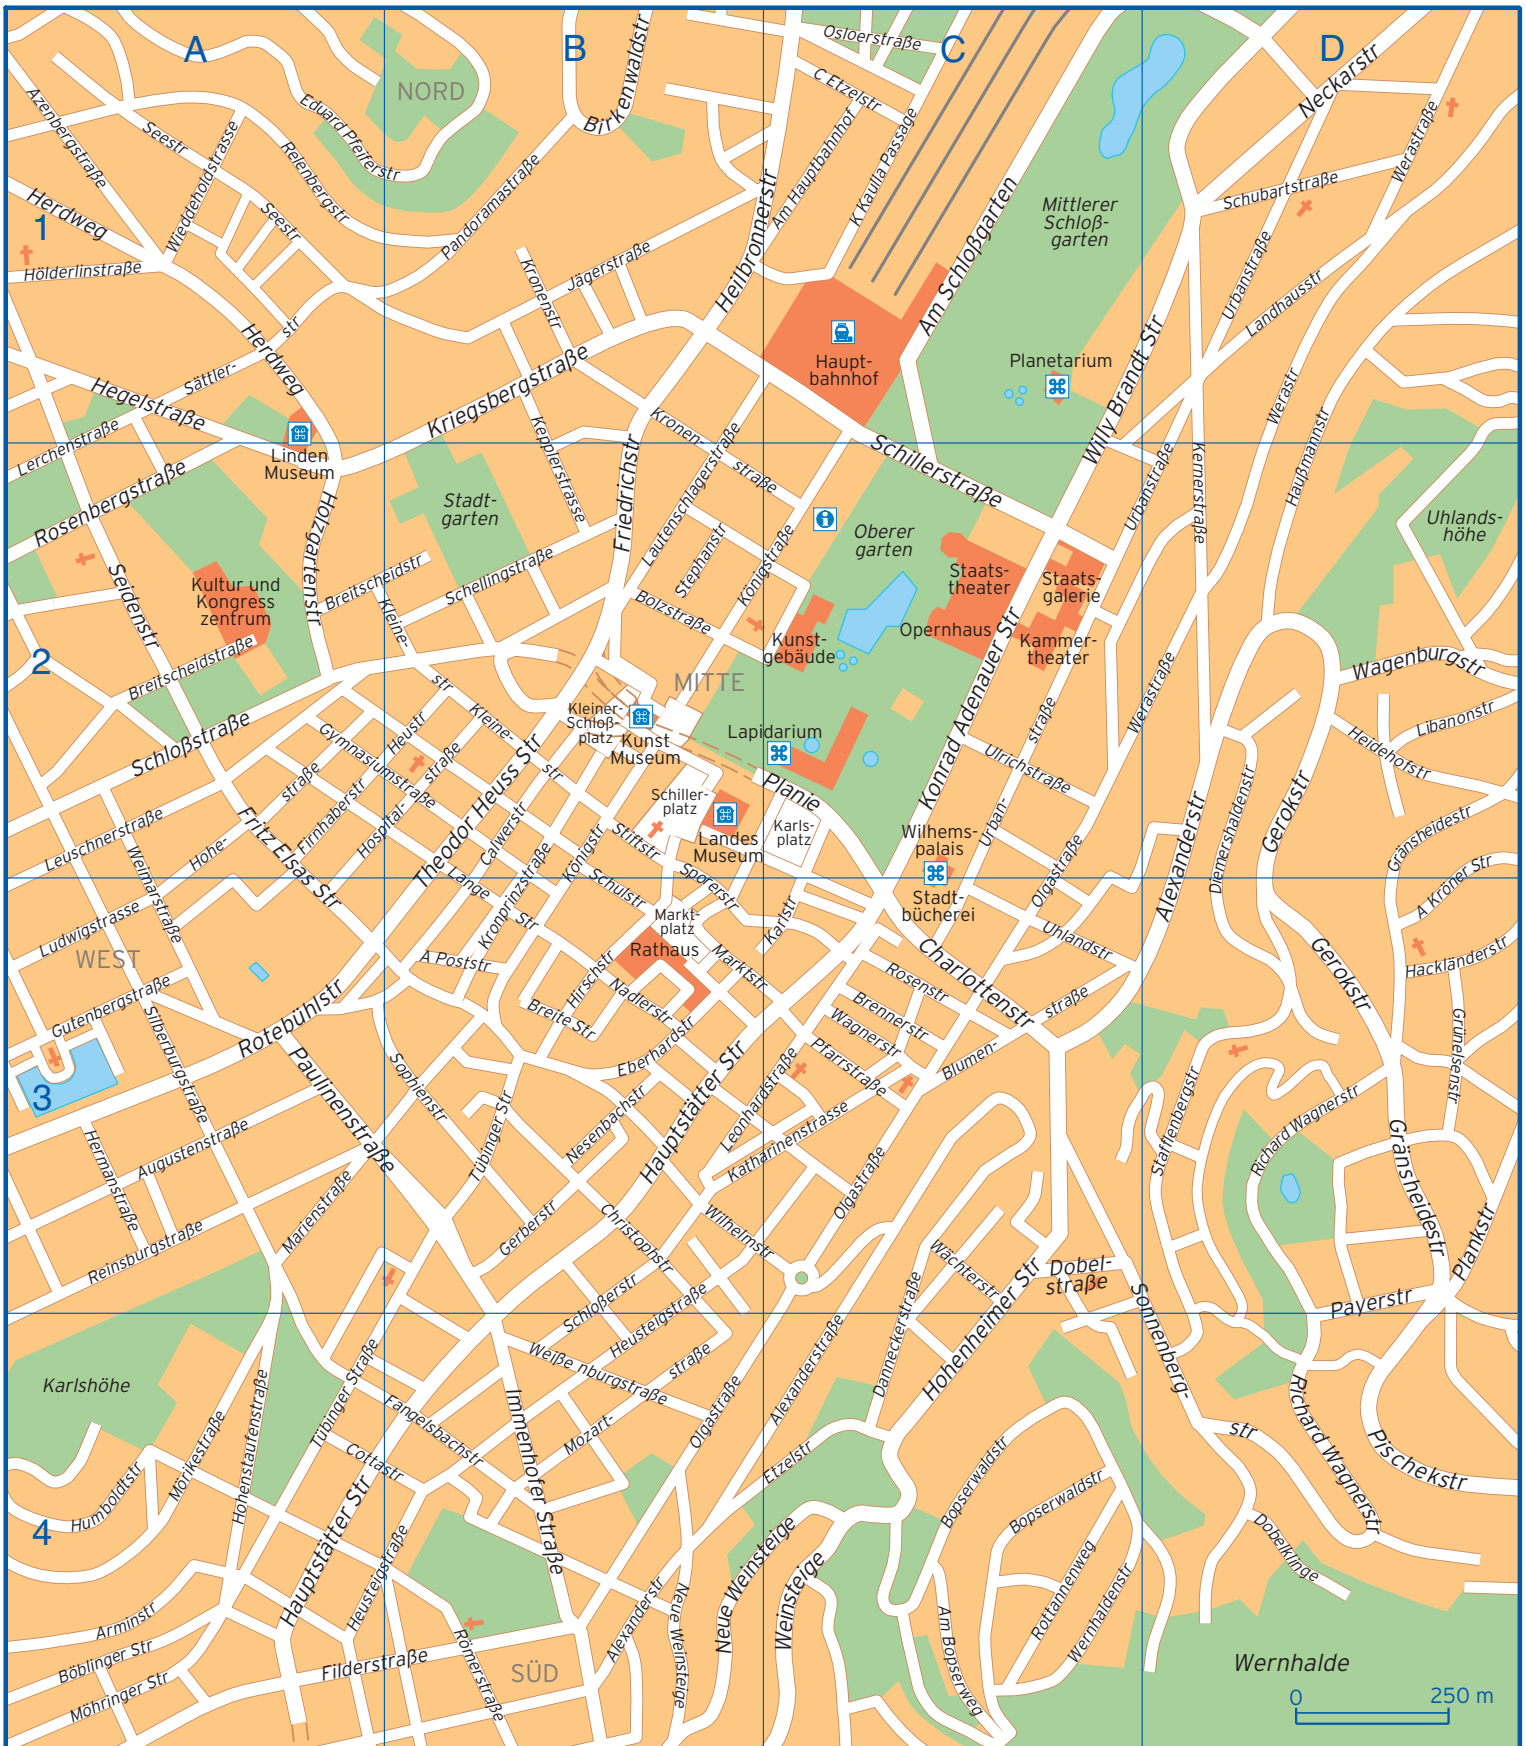 A
B
C
D
NORD
Osloerstraße
Birkenwaldstr
Neckarstr
C Etzelstr
Azenbergstraße
Seestr
Eduard Pfeifferstr
Wiederholdstrasse
Relenbergstr
Pandoramastraße
Am Hauptbahnhof
K Kaulla Passage
Werastraße
Schubartstraße
Mittlerer
Schloß-
garten
1
Herdweg
Seestr
Hölderlinstraße
Kronenstr
Jägerstraße
Heilbronnerstr
Am Schloßgarten
Urbanstraße
Landhausstr
str
Herdweg
Haupt-
bahnhof
Planetarium
Willy Brandt Str
Sättler-
Hegelstraße
Kriegsbergstraße
Werastr
Lerchenstraße
Linden
Museum
Kepplerstrasse
Kronen-
straße
Schillerstraße
Haußmannstr
Rosenbergstraße
Holzgartenstr
Stadt-
garten
Friedrichstr
Lautenschlagerstraße
Stephanstr
Königstraße
Oberer
garten
Urbanstraße
Kernerstraße
Uhlands-
höhe
Seidenstr
Kultur und
Kongress
zentrum
Breitscheidstr
Schellingstraße
Kleine-
Bolzstraße
Staats-
theater
Staats-
galerie
Opernhaus
Kammer-
theater
Kunst-
gebäude
2
Breitscheidstraße
MITTE
Wagenburgstr
str
Kleine-
str
Kleiner-
Schloß-
platz
Kunst
Museum
Lapidarium
Konrad Adenauer Str
straße
Werastraße
Libanonstr
Heidehofstr
Schloßstraße
Gymnasiumstraße
Heustr
straße
straße
Ulrichstraße
Planie
Schiller-
platz
Karls-
platz
Landes
Museum
Wilhems-
palais
Urban-
Diemershaldenstr
Gerokstr
Gränsheidestr
Leuschnerstraße
Firnhaberstr
Hospital-
Hohe-
Fritz Elsas Str
Theodor Heuss Str
Calwerstr
Königstr
Stiftstr
Sporerstr
Weimarstraße
Lange
Str
Kronprinzstraße
Schulstr
Markt-
platz
Karlstr
Stadt-
bücherei
Olgastraße
Alexanderstr
A Kröner Str
Ludwigstrasse
WEST
A Poststr
Rathaus
Marktstr
Uhlandstr
Charlottenstr
Gerokstr
Hackländerstr
Gutenbergstraße
Silberburgstraße
Rotebühlstr
Hirschstr
Nadlerstr
Breite Str
Rosenstr
Brennerstr
Wagnerstr
straße
Blumen-
Grüneisenstr
3
Paulinenstraße
Sophienstr
Eberhardstr
Hauptstätter Str
Leonhardstraße
Pfarrstraße
Katharinenstrasse
Nesenbachstr
Tübinger Str
Stafflenbergstr
Richard Wagnerstr
Hermanstraße
Augustenstraße
Olgastraße
Gränsheidestr
Reinsburgstraße
Marienstraße
Gerberstr
Christophstr
Wilhelmstr
Wächterstr
Dobel-
straße
Plankstr
Schloßerstr
Heusteigstraße
Danneckerstraße
Hohenheimer Str
Sonnenberg-
Payerstr
Karlshöhe
Hohenstaufenstraße
Tübinger Straße
Weiße nburgstraße
straße
Alexanderstraße
Mörikestraße
Fangelsbachstr
Immenhofer Straße
Mozart-
Olgastraße
str
Richard Wagnerstr
Pischekstr
Humboldtstr
Cottastr
Etzelstr
Bopserwaldstr
Bopserwaldstr
4
Hauptstätter Str
Heusteigstraße
Neue Weinsteige
Weinsteige
Neue Weinsteige
Dobelklinge
Arminstr
Böblinger Str
Möhringer Str
Filderstraße
Römerstraße
SÜD
Alexanderstr
Am Bopserweg
Rottannenweg
Wernhaldenstr
Wernhalde
0
250 m